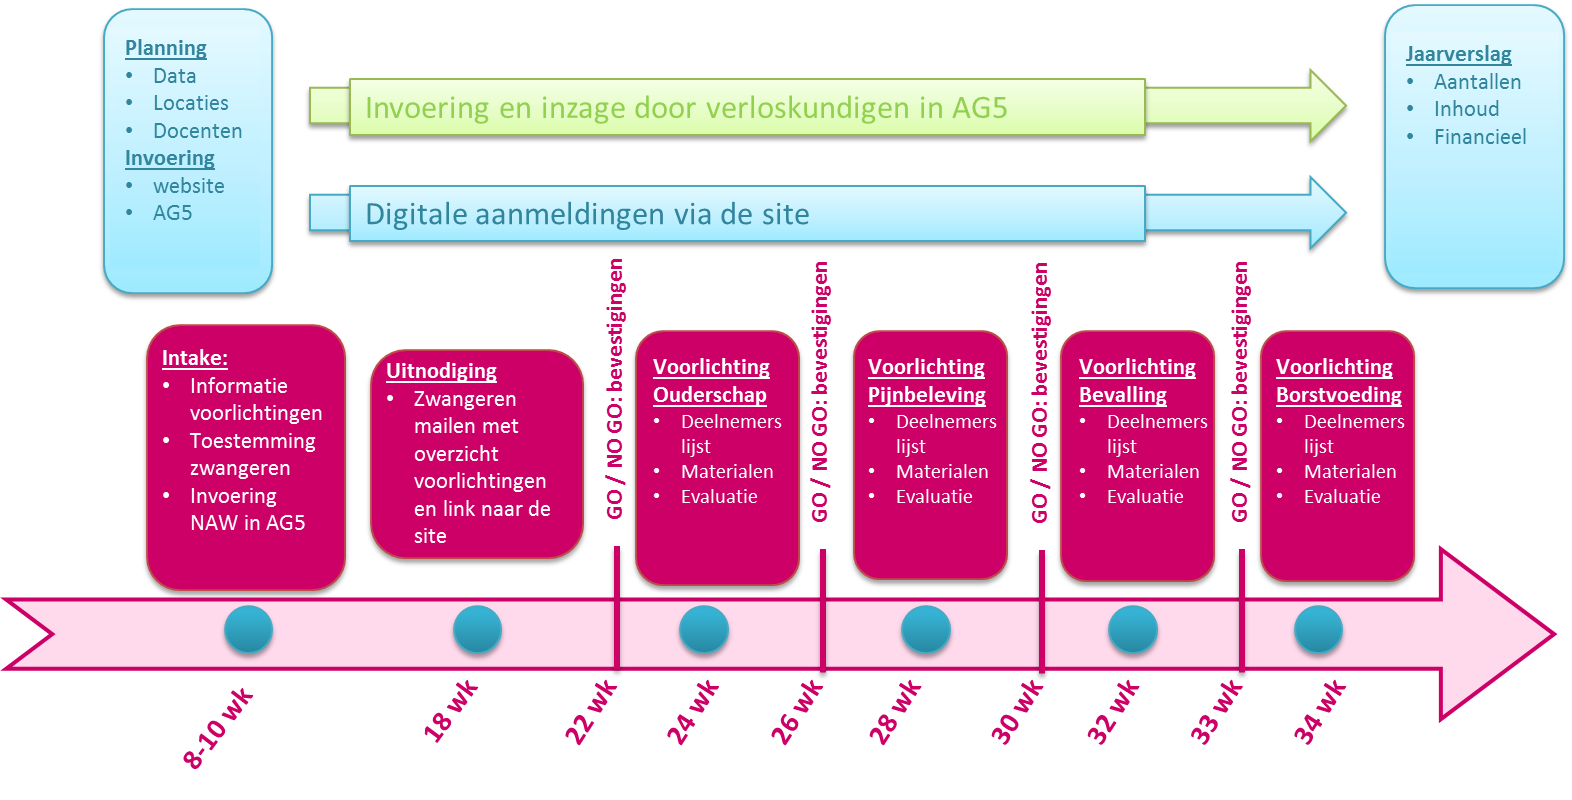 Planning
• Data
• Locaties
• Docenten
Invoering
• website
• AG5
Invoering en inzage door verloskundigen in AG5
Digitale aanmeldingen via de site
Jaarverslag
• Aantallen
• Inhoud
• Financieel
Intake:
• Informatie
voorlichtingen
• Toestemming
zwangeren
• Invoering
NAW in AG5
Uitnodiging
• Zwangeren
mailen met
overzicht
voorlichtingen
en link naar de
site
GO / NO GO: bevestigingen
Voorlichting
Ouderschap
• Deelnemers
lijst
• Materialen
• Evaluatie
GO / NO GO: bevestigingen
Voorlichting
Pijnbeleving
• Deelnemers
lijst
• Materialen
• Evaluatie
GO / NO GO: bevestigingen
Voorlichting
Bevalling
• Deelnemers
lijst
• Materialen
• Evaluatie
GO / NO GO: bevestigingen
Voorlichting
Borstvoeding
• Deelnemers
lijst
• Materialen
• Evaluatie
8-10 wk
18 wk
22 wk
24 wk
26 wk
28 wk
30 wk
32 wk
33 wk
34 wk